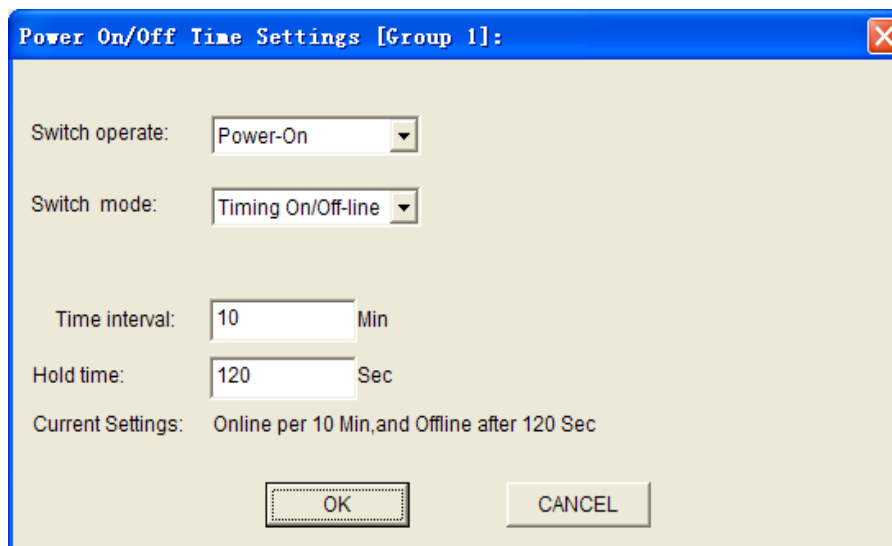 Power On/Off Time Settings [Group 1]:
Switch operate: Power-On
Switch mode: Timing On/Off-line
Time interval: 10 Min
Hold time: 120 Sec
Current Settings: Online per 10 Min,and Offline after 120 Sec
OK CANCEL